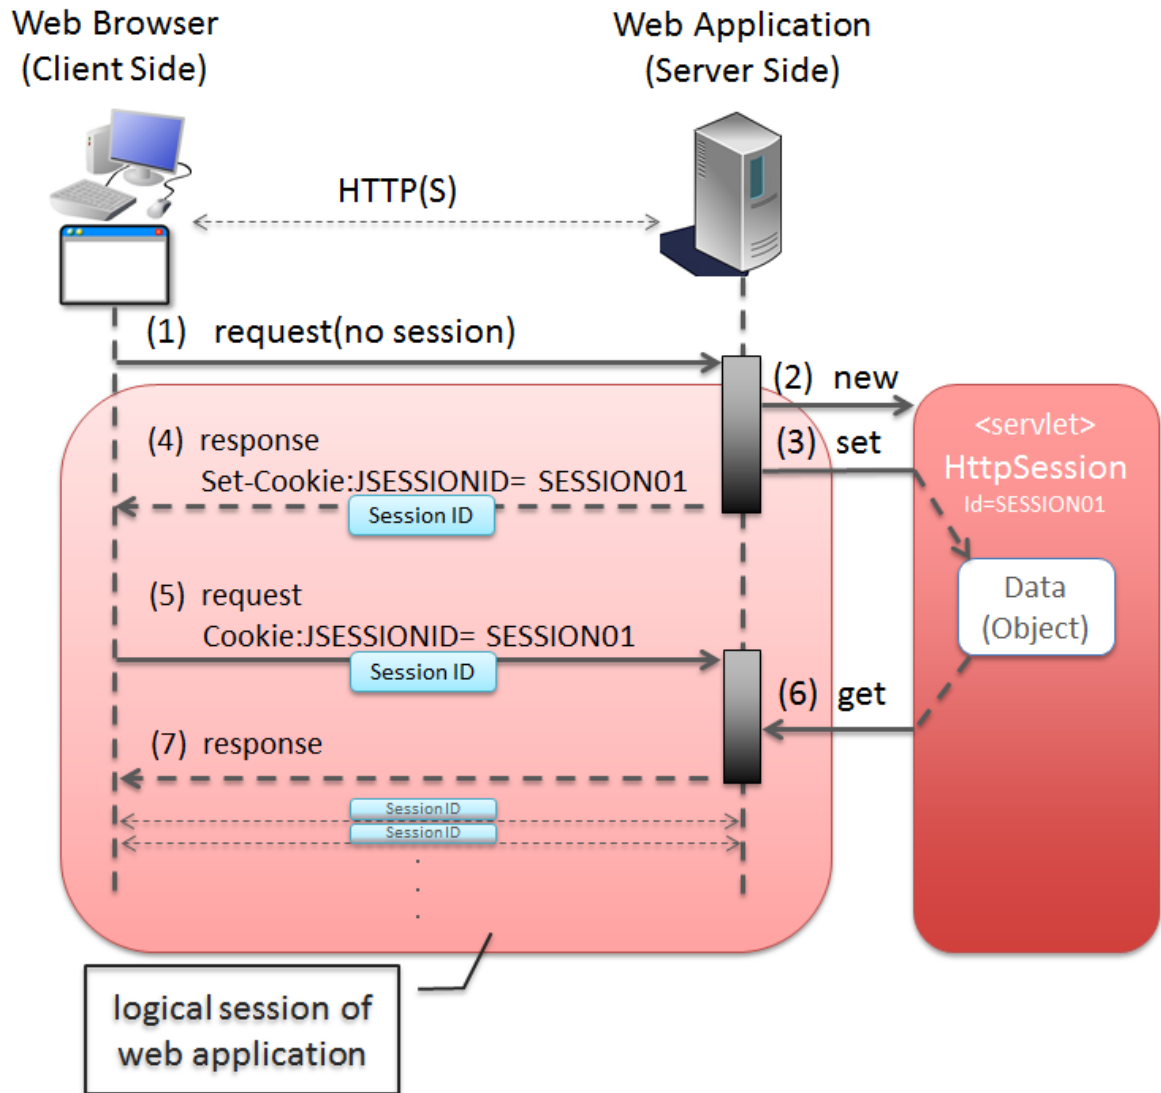 Web Browser
(Client Side)
Web Application
(Server Side)
HTTP(S)
(1) request(no session)
(2) new
(3) set
<servlet>
HttpSession
Id=SESSION01
(4) response
Set-Cookie:JSESSIONID= SESSION01
Session ID
Data
(Object)
(5) request
Cookie:JSESSIONID= SESSION01
Session ID
(6) get
(7) response
Session ID
Session ID
.
.
.
logical session of
web application